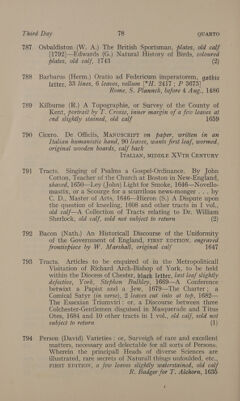 Third Day 78 QUARTO
787 Osbaldiston (W. A.) The British Sportsman, plates, old calf
[1792]—Edwards (G.) Natural History of Birds, coloured
plates, old calf, 1743 (2)
788 Barbarus (Herm.) Oratio ad Federicum imperatorem, gothic
letter, 33 lines, 6 leaves, vellum [*H. 2417; P 3675]
Rome, S. Planneck, before 4 Aug., 1486
789 Kilburne (R.) A Topographie, or Survey of the County of
Kent, portrait by T. Cross, inner margin of a few leaves at
end slightly stained, old calf 1659
790 Cicero. De Officiis, MANUSCRIPT on paper, written in an
Italian humanistic hand, 90 leaves, wants first leaf, wormed,
original wooden boards, calf back
ITALIAN, MIDDLE XVTH CENTURY
791 Tracts. Singing of Psalms a Gospel-Ordinance. By John
Cotton, Teacher of the Church at Boston in New-England,
shaved, 1650—Ley (John) Light for Smoke, 1646—Novello-
mastix, or a Scourge for a scurrilous news-monger . . . by
C. D., Master of Arts, 1646—Hieron (S.) A Dispute upon
the question of kneeling, 1608 and other tracts in 1 vol.,
old calf—A Collection of Tracts relating to Dr. William
Sherlock, old calf, sold not subject to return (2)
792 Bacon (Nath.) An Historical Discourse of the Uniformity
of the Government of England, FIRST EDITION, engraved
frontispiece by W. Marshall, original calf 1647
793 Tracts. Articles to be enquired of in the Metropolitical
Visitation of Richard Arch-Bishop of York, to be held
within the Diocess of Chester, black letter, last leaf slightly
defective, York, Stephen Bulkley, 1669—A Conference
betwixt a Papist and a Jew, 1678—The Character; a
Comical Satyr (in verse), 2 leaves cut into at top, 1682—
The Essexian Triumviri: or, a Discourse between three
Colchester-Gentlemen disguised in Masquerade and Titus
Otes, 1684 and 10 other tracts in 1 vol., old calf, sold not
subject to return (1)
794 Person (David) Varieties: or, Surveigh of rare and excellent
matters, necessary and delectable for all sorts of Persons.
Wherein the principall Heads of diverse Sciences are
illustrated, rare secrets of Naturall things unfoulded, etc.,
FIRST EDITION, a few leaves slightly waterstained, old calf
R. Badger for T. Alchorn, 1635